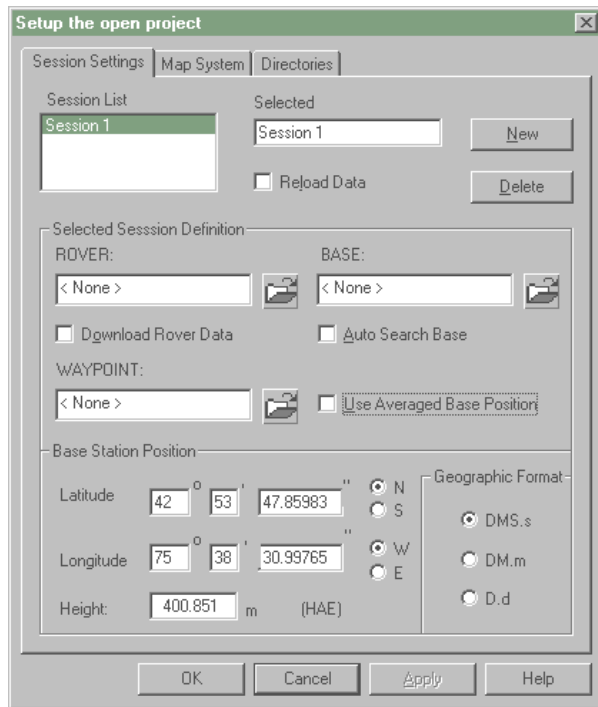 Setup the open project
Session Settings Map System Directories
Session List
Session 1
Selected
Session 1
New
Reload Data
Delete
Selected Sesssion Definition
ROVER: BASE:
< None > < None >
Download Rover Data Auto Search Base
WAYPOINT:
< None > Use Averaged Base Position
Base Station Position
Latitude 42 ° 53 ' 47.85983 " N
S
Longitude 75 ° 38 ' 30.99765 " W
E
Height: 400.851 m (HAE)
Geographic Format
DMS.s
DM.m
D.d
OK Cancel Apply Help